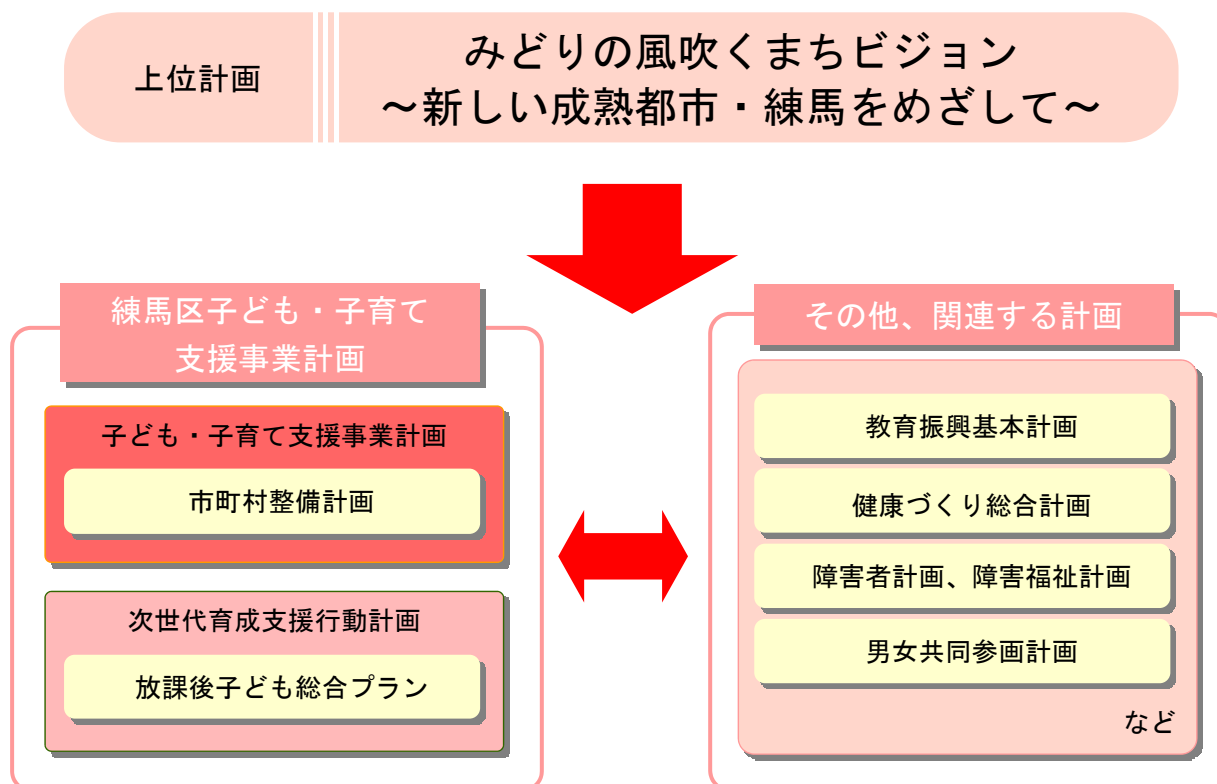 上位計画
みどりの風吹くまちビジョン
～新しい成熟都市・練馬をめざして～
練馬区子ども・子育て
支援事業計画
子ども・子育て支援事業計画
市町村整備計画
次世代育成支援行動計画
放課後子ども総合プラン
その他、関連する計画
教育振興基本計画
健康づくり総合計画
障害者計画、障害福祉計画
男女共同参画計画
など